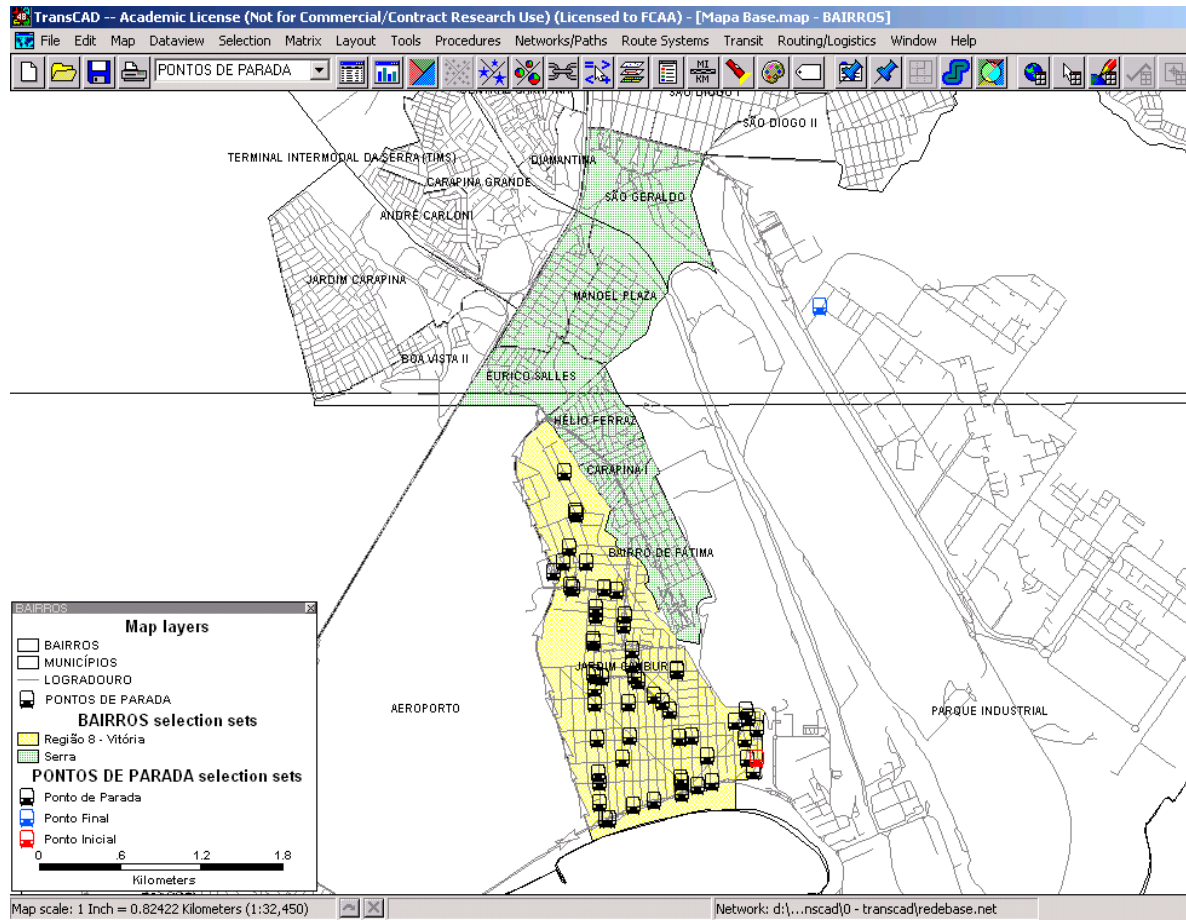 TransCAD -- Academic License (Not for Commercial/Contract Research Use) (Licensed to FCAA) - [Mapa Base.map - BAIRROS]
File Edit Map Dataview Selection Matrix Layout Tools Procedures Networks/Paths Route Systems Transit Routing/Logistics Window Help
PONTOS DE PARADA
MI
KM
SÃO DIOGO II
TERMINAL INTERMODAL DA SERRA (TIMS)
DIAMANTINA
CARAPINA GRANDE
SÃO GERALDO
ANDRÉ CARLONI
JARDIM CARAPINA
MANOEL PLAZA
BOA VISTA II
EURICO SALLES
HÉLIO FERRAZ
CARAPINA I
BAIRRO DE FÁTIMA
JARDIM CAMBURI
AEROPORTO
PARQUE INDUSTRIAL
BAIRROS
Map layers
BAIRROS
MUNICÍPIOS
LOGRADOURO
PONTOS DE PARADA
BAIRROS selection sets
Região 8 - Vitória
Serra
PONTOS DE PARADA selection sets
Ponto de Parada
Ponto Final
Ponto Inicial
0 .6 1.2 1.8
Kilometers
Map scale: 1 Inch = 0.82422 Kilometers (1:32,450)
Network: d:\...nscad\0 - transcad\redebase.net